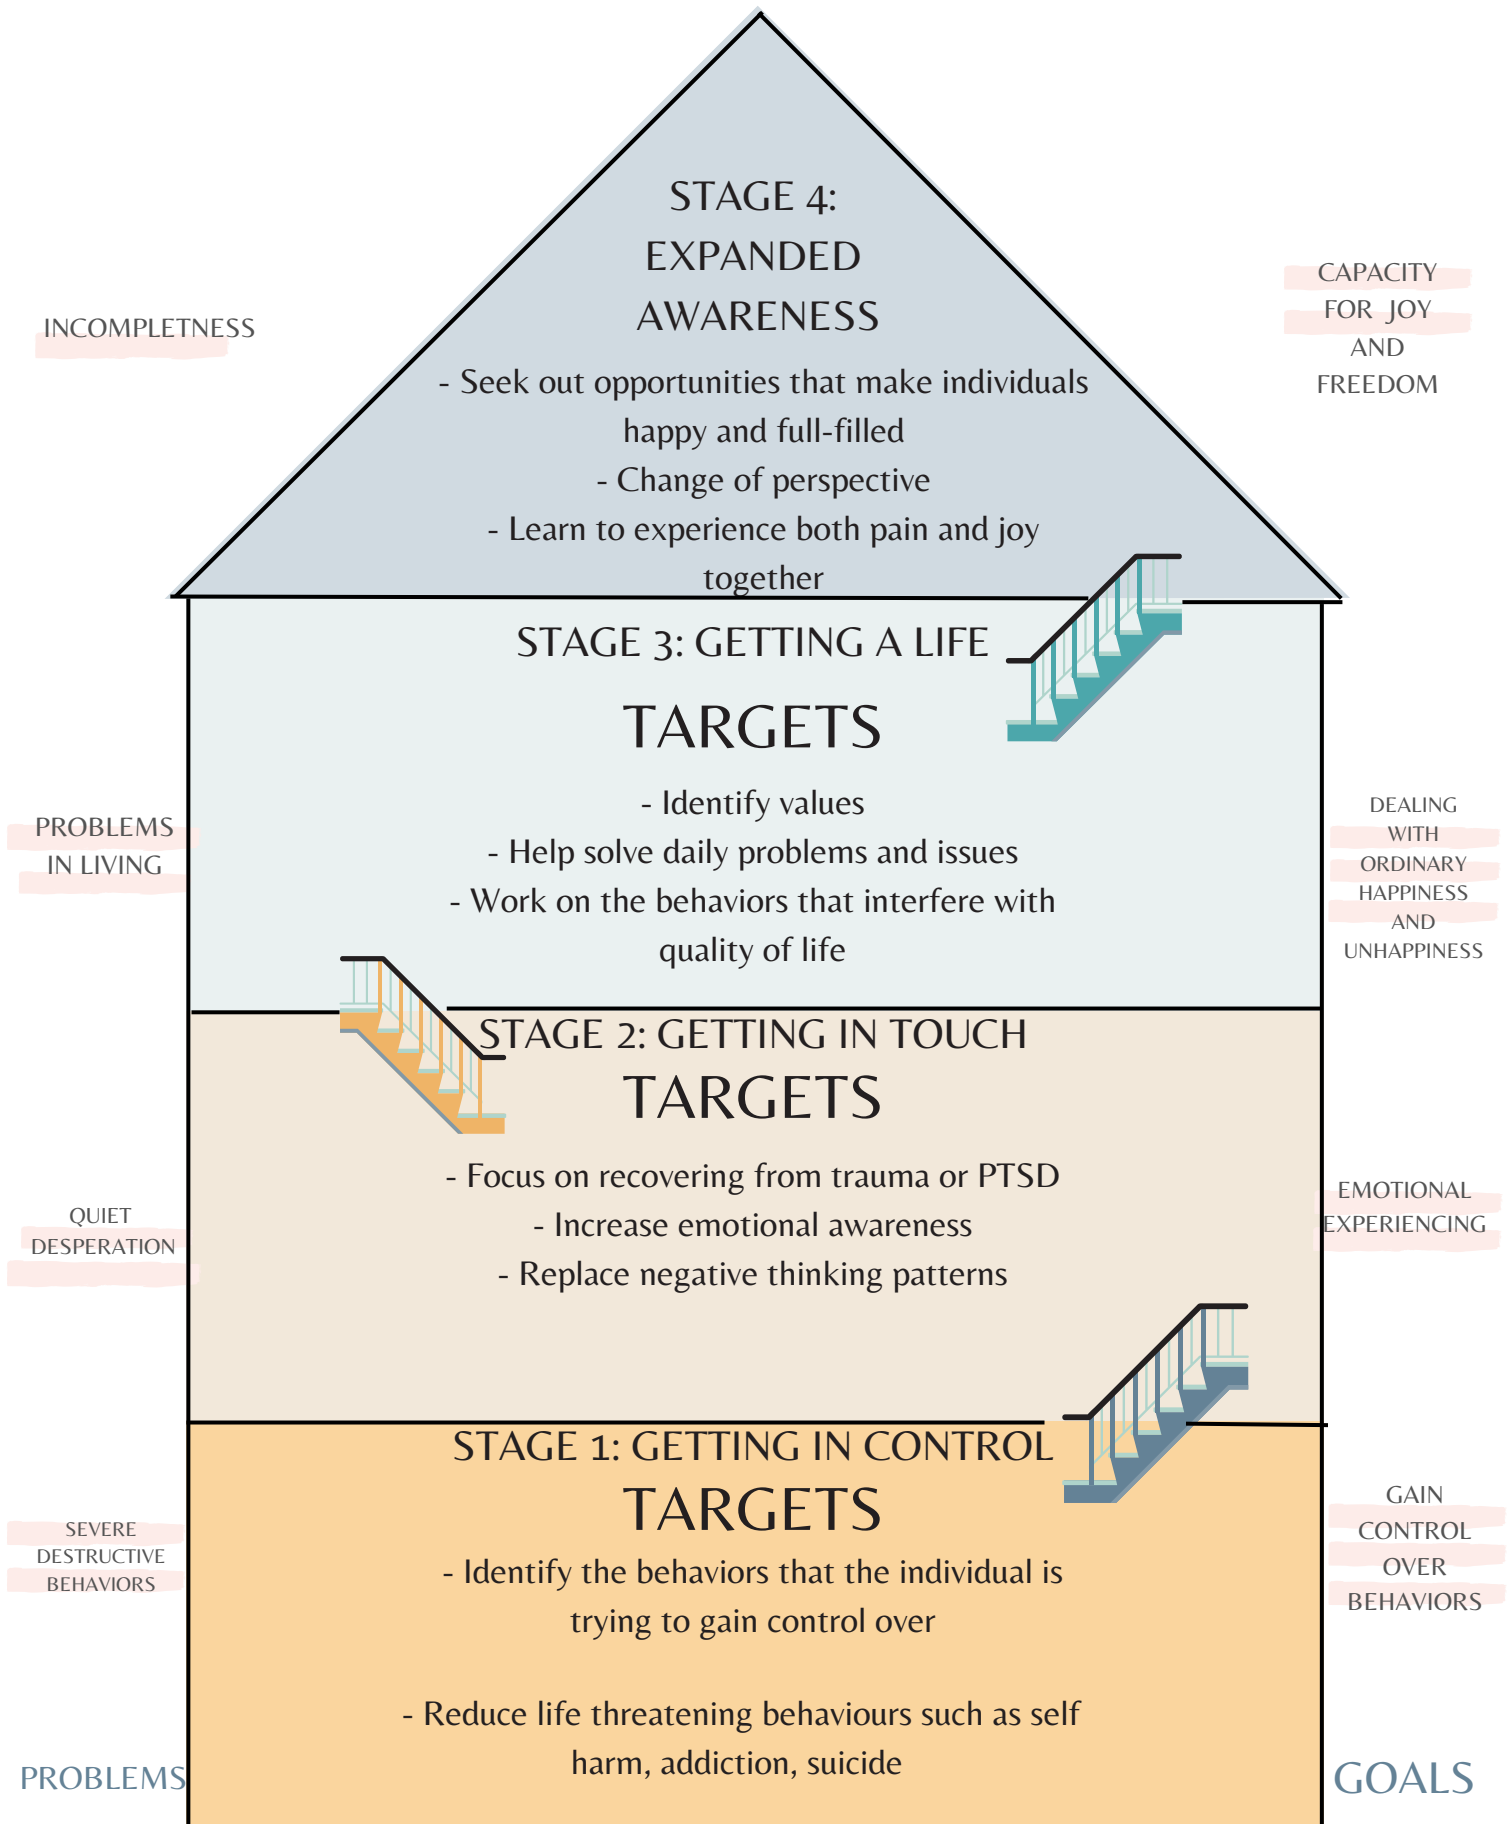 STAGE 4:
EXPANDED
AWARENESS
- Seek out opportunities that make individuals
happy and full-filled
- Change of perspective
- Learn to experience both pain and joy
together
INCOMPLETNESS
CAPACITY
FOR JOY
AND
FREEDOM
STAGE 3: GETTING A LIFE
TARGETS
- Identify values
- Help solve daily problems and issues
- Work on the behaviors that interfere with
quality of life
PROBLEMS
IN LIVING
DEALING
WITH
ORDINARY
HAPPINESS
AND
UNHAPPINESS
STAGE 2: GETTING IN TOUCH
TARGETS
- Focus on recovering from trauma or PTSD
- Increase emotional awareness
- Replace negative thinking patterns
QUIET
DESPERATION
EMOTIONAL
EXPERIENCING
STAGE 1: GETTING IN CONTROL
TARGETS
- Identify the behaviors that the individual is
trying to gain control over
- Reduce life threatening behaviours such as self
harm, addiction, suicide
SEVERE
DESTRUCTIVE
BEHAVIORS
GAIN
CONTROL
OVER
BEHAVIORS
PROBLEMS
GOALS